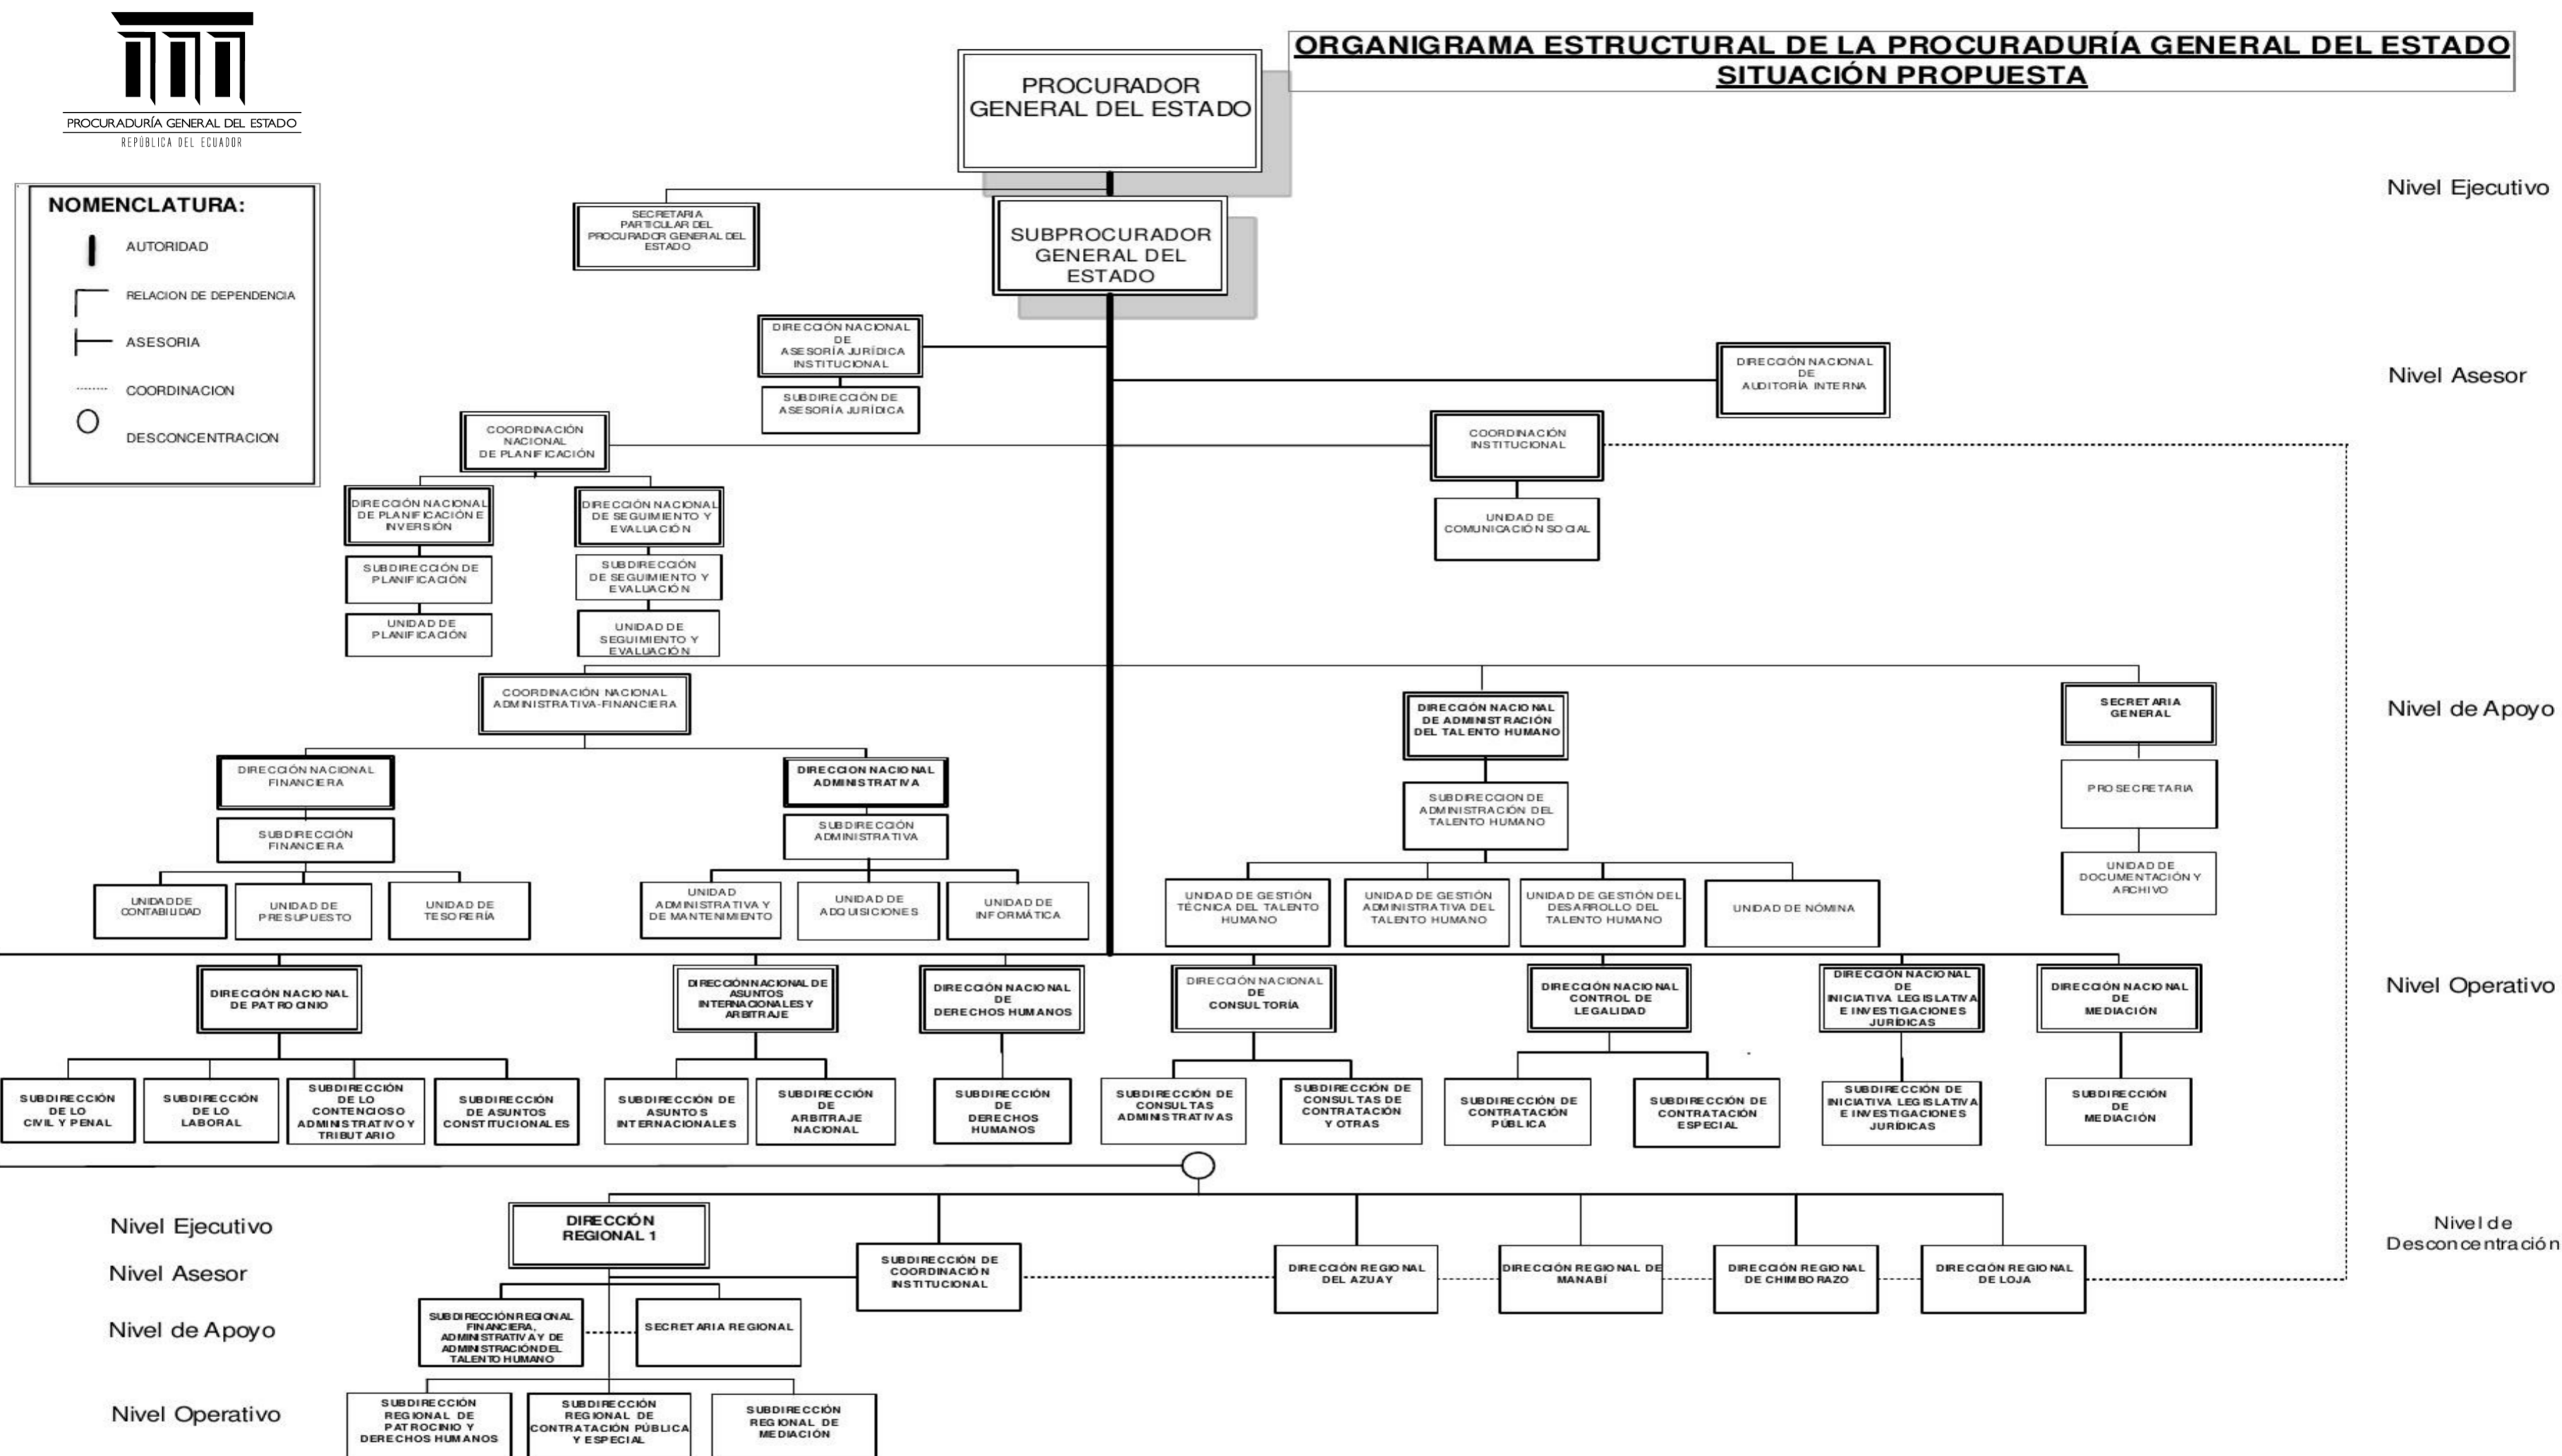 PROCURADURÍA GENERAL DEL ESTADO
REPÚBLICA DEL ECUADOR
ORGANIGRAMA ESTRUCTURAL DE LA PROCURADURÍA GENERAL DEL ESTADO
SITUACIÓN PROPUESTA
PROCURADOR
GENERAL DEL ESTADO
Nivel Ejecutivo
NOMENCLATURA:
AUTORIDAD
RELACION DE DEPENDENCIA
ASESORIA
COORDINACION
DESCONCENTRACION
SECRETARIA
PARTICULAR DEL
PROCURADOR GENERAL DEL
ESTADO
SUBPROCURADOR
GENERAL DEL
ESTADO
DIRECCIÓN NACIONAL
DE
ASESORÍA JURÍDICA
INSTITUCIONAL
SUBDIRECCIÓN DE
ASESORÍA JURÍDICA
DIRECCIÓN NACIONAL
DE
AUDITORÍA INTERNA
Nivel Asesor
COORDINACIÓN
NACIONAL
DE PLANIFICACIÓN
COORDINACIÓN
INSTITUCIONAL
DIRECCIÓN NACIONAL
DE PLANIFICACIÓN E
INVERSIÓN
DIRECCIÓN NACIONAL
DE SEGUIMIENTO Y
EVALUACIÓN
UNIDAD DE
COMUNICACIÓN SOCIAL
SUBDIRECCIÓN DE
PLANIFICACIÓN
SUBDIRECCIÓN
DE SEGUIMIENTO Y
EVALUACIÓN
UNIDAD DE
PLANIFICACIÓN
UNIDAD DE
SEGUIMIENTO Y
EVALUACIÓN
COORDINACIÓN NACIONAL
ADMINISTRATIVA-FINANCIERA
DIRECCIÓN NACIONAL
DE ADMINISTRACIÓN
DEL TALENTO HUMANO
SECRETARIA
GENERAL
Nivel de Apoyo
DIRECCIÓN NACIONAL
FINANCIERA
DIRECCION NACIONAL
ADMINISTRATIVA
SUBDIRECCION DE
ADMINISTRACIÓN DEL
TALENTO HUMANO
PROSECRETARIA
SUBDIRECCIÓN
FINANCIERA
SUBDIRECCIÓN
ADMINISTRATIVA
UNIDAD DE
CONTABILIDAD
UNIDAD DE
PRESUPUESTO
UNIDAD DE
TESORERÍA
UNIDAD
ADMINISTRATIVA Y
DE MANTENIMIENTO
UNIDAD DE
ADQUISICIONES
UNIDAD DE
INFORMÁTICA
UNIDAD DE GESTIÓN
TÉCNICA DEL TALENTO
HUMANO
UNIDAD DE GESTIÓN
ADMINISTRATIVA DEL
TALENTO HUMANO
UNIDAD DE GESTIÓN DEL
DESARROLLO DEL
TALENTO HUMANO
UNIDAD DE NÓMINA
UNIDAD DE
DOCUMENTACIÓN Y
ARCHIVO
DIRECCIÓN NACIONAL
DE PATROCINIO
DIRECCIÓN NACIONAL DE
ASUNTOS
INTERNACIONALES Y
ARBITRAJE
DIRECCIÓN NACIONAL
DE
DERECHOS HUMANOS
DIRECCIÓN NACIONAL
DE
CONSULTORÍA
DIRECCIÓN NACIONAL
CONTROL DE
LEGALIDAD
DIRECCIÓN NACIONAL
DE
INICIATIVA LEGISLATIVA
E INVESTIGACIONES
JURÍDICAS
DIRECCIÓN NACIONAL
DE
MEDIACIÓN
Nivel Operativo
SUBDIRECCIÓN
DE LO
CIVIL Y PENAL
SUBDIRECCIÓN
DE LO
LABORAL
SUBDIRECCIÓN
DE LO
CONTENCIOSO
ADMINISTRATIVO Y
TRIBUTARIO
SUBDIRECCIÓN
DE ASUNTOS
CONSTITUCIONALES
SUBDIRECCIÓN DE
ASUNTOS
INTERNACIONALES
SUBDIRECCIÓN
DE
ARBITRAJE
NACIONAL
SUBDIRECCIÓN
DE
DERECHOS
HUMANOS
SUBDIRECCIÓN DE
CONSULTAS
ADMINISTRATIVAS
SUBDIRECCIÓN DE
CONSULTAS DE
CONTRATACIÓN
Y OTRAS
SUBDIRECCIÓN DE
CONTRATACIÓN
PÚBLICA
SUBDIRECCIÓN DE
CONTRATACIÓN
ESPECIAL
SUBDIRECCIÓN DE
INICIATIVA LEGISLATIVA
E INVESTIGACIONES
JURÍDICAS
SUBDIRECCIÓN
DE
MEDIACIÓN
Nivel Ejecutivo
DIRECCIÓN
REGIONAL 1
Nivel de
Desconcentración
Nivel Asesor
SUBDIRECCIÓN DE
COORDINACIÓN
INSTITUCIONAL
DIRECCIÓN REGIONAL
DEL AZUAY
DIRECCIÓN REGIONAL DE
MANABÍ
DIRECCIÓN REGIONAL
DE CHIMBORAZO
DIRECCIÓN REGIONAL
DE LOJA
Nivel de Apoyo
SUBDIRECCIÓN REGIONAL
FINANCIERA,
ADMINISTRATIVA Y DE
ADMINISTRACIÓN DEL
TALENTO HUMANO
SECRETARIA REGIONAL
Nivel Operativo
SUBDIRECCIÓN
REGIONAL DE
PATROCINIO Y
DERECHOS HUMANOS
SUBDIRECCIÓN
REGIONAL DE
CONTRATACIÓN PÚBLICA
Y ESPECIAL
SUBDIRECCIÓN
REGIONAL DE
MEDIACIÓN